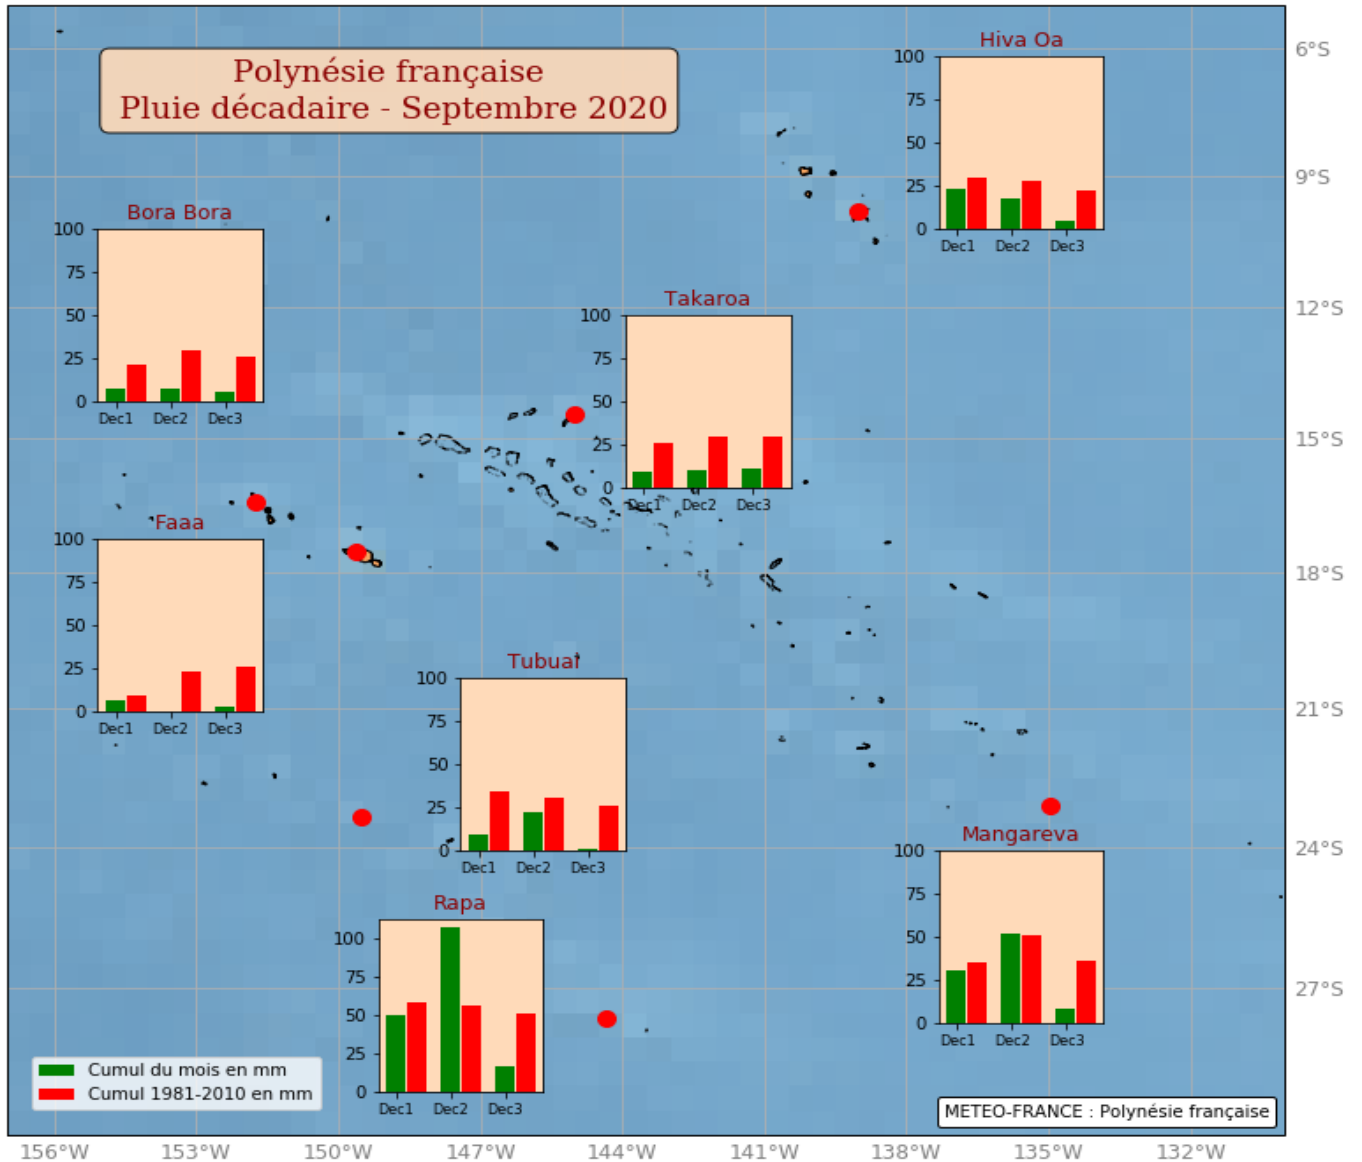 Polynésie française
Pluie décadaire - Septembre 2020
Hiva Oa
100
75
50
25
0
Dec1 Dec2 Dec3
Bora Bora
100
75
50
25
0
Dec1 Dec2 Dec3
Takaroa
100
75
50
25
0
Dec1 Dec2 Dec3
Faaa
100
75
50
25
0
Dec1 Dec2 Dec3
Tubuai
100
75
50
25
0
Dec1 Dec2 Dec3
Mangareva
100
75
50
25
0
Dec1 Dec2 Dec3
Rapa
100
75
50
25
0
Dec1 Dec2 Dec3
Cumul du mois en mm
Cumul 1981-2010 en mm
METEO-FRANCE : Polynésie française
6°S
9°S
12°S
15°S
18°S
21°S
24°S
27°S
156°W 153°W 150°W 147°W 144°W 141°W 138°W 135°W 132°W